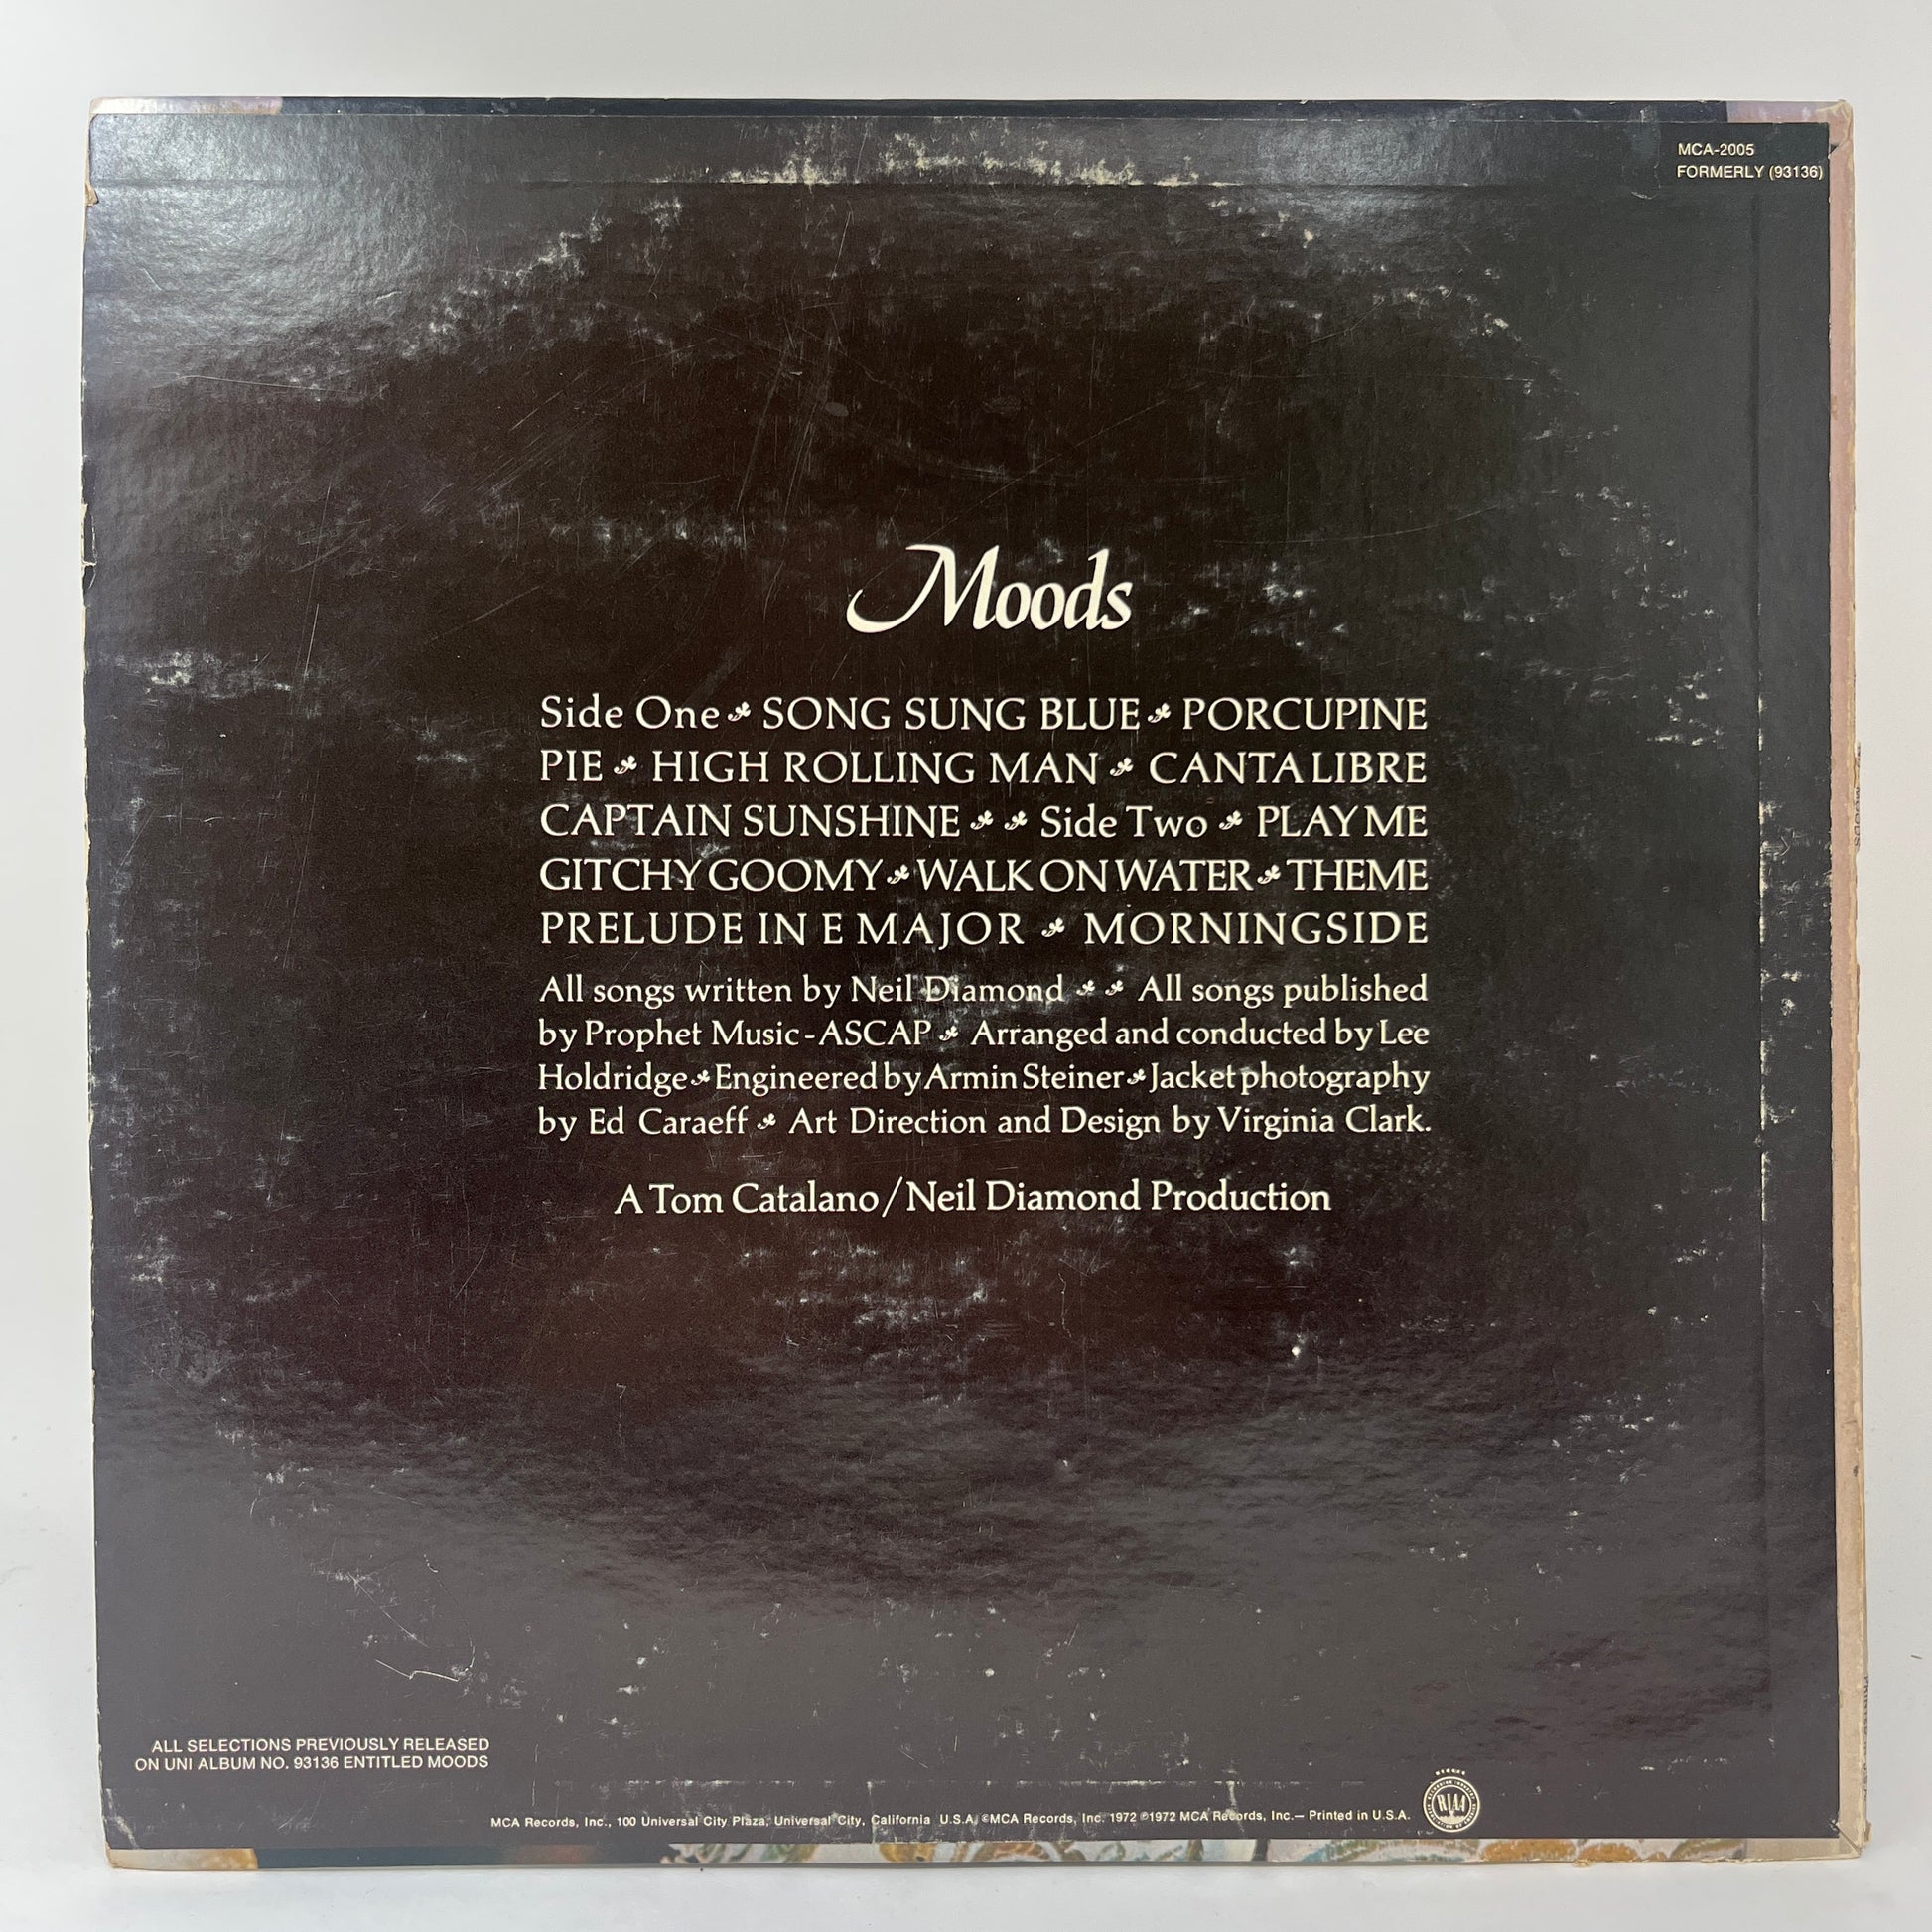 MCA-2005
FORMERLY (93136)
Moods
Side One SONG SUNG BLUE PORCUPINE
PIE HIGH ROLLING MAN CANTA LIBRE
CAPTAIN SUNSHINE Side Two PLAY ME
GITCHY GOOMY WALK ON WATER THEME
PRELUDE IN E MAJOR MORNINGSIDE
All songs written by Neil Diamond All songs published
by Prophet Music-ASCAP Arranged and conducted by Lee
Holdridge Engineered by Armin Steiner Jacket photography
by Ed Caraeff Art Direction and Design by Virginia Clark.
A Tom Catalano/Neil Diamond Production
ALL SELECTIONS PREVIOUSLY RELEASED
ON UNI ALBUM NO. 93136 ENTITLED MOODS
MCA Records, Inc., 100 Universal City Plaza, Universal City, California U.S.A. ©MCA Records, Inc. 1972 ℗1972 MCA Records, Inc.— Printed in U.S.A.
RIAA